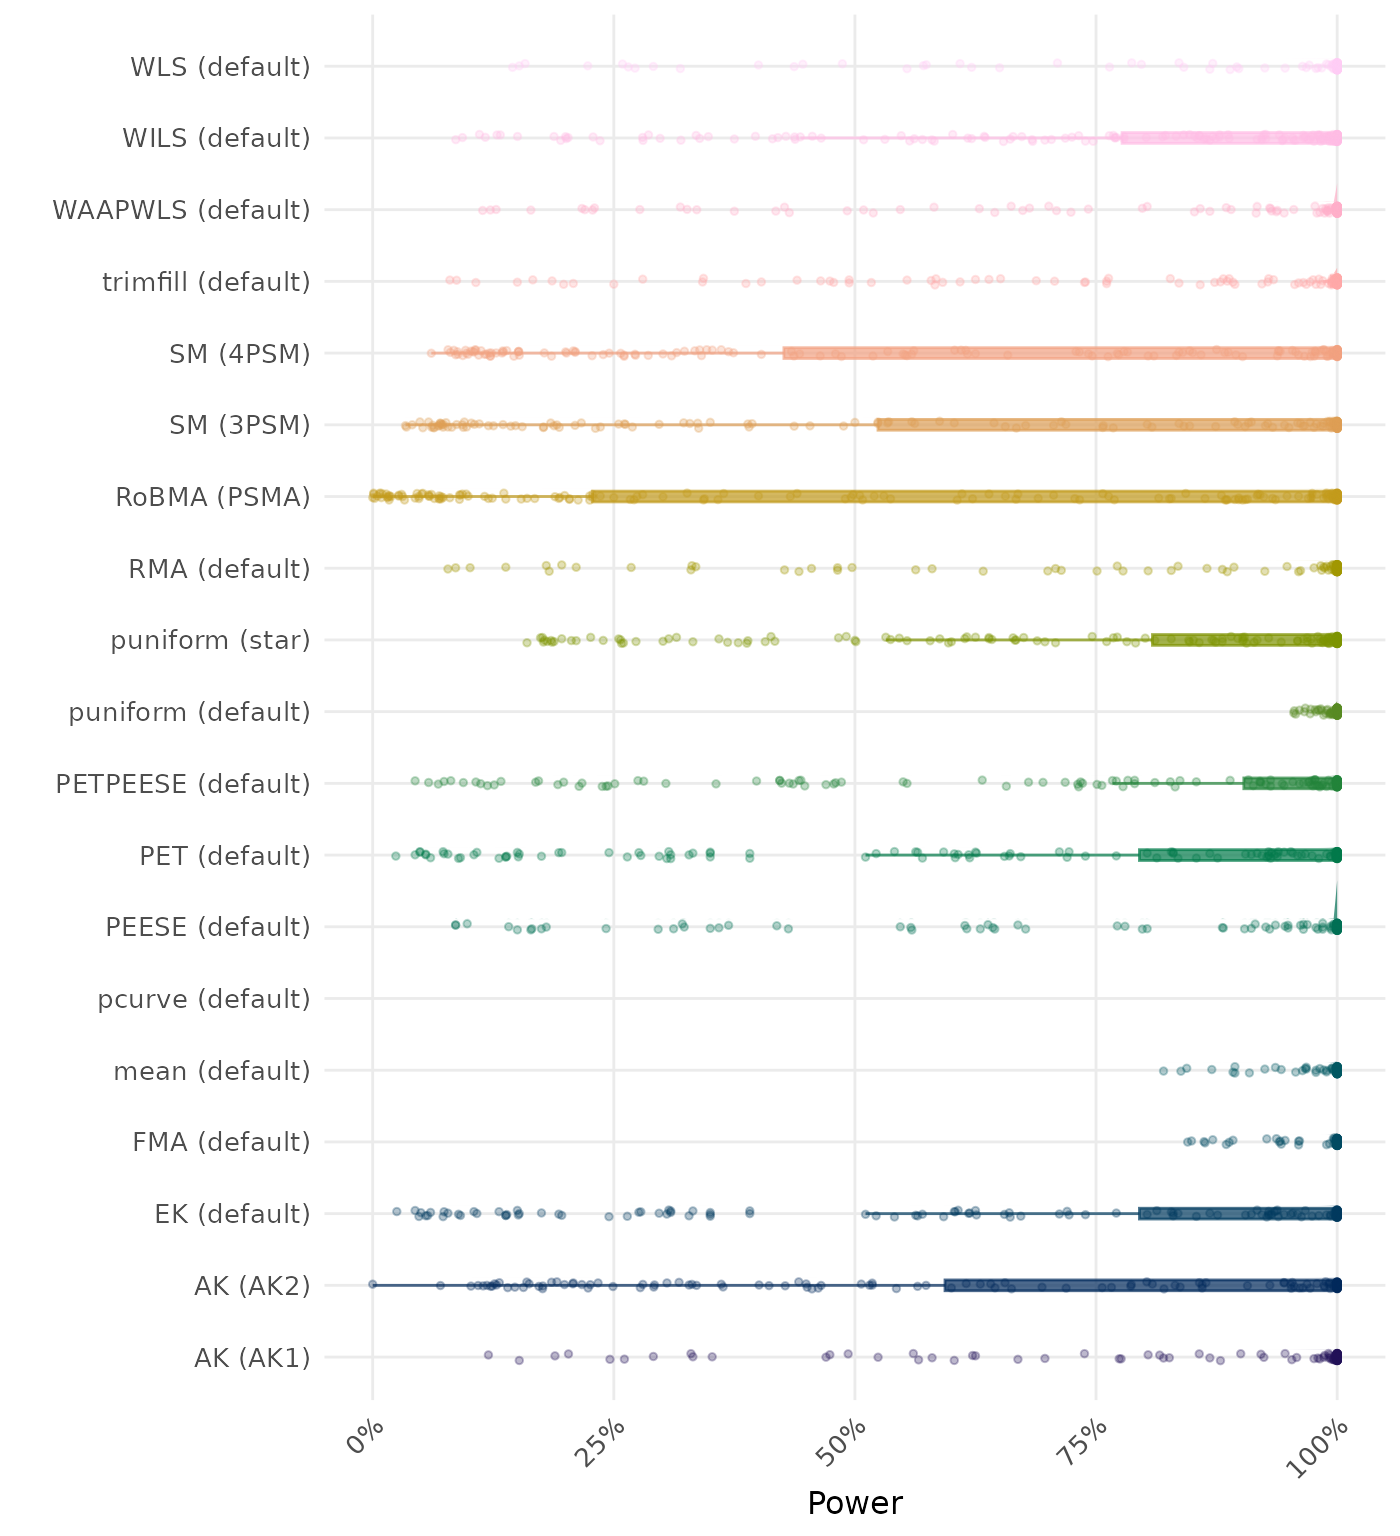 WLS (default)
WILS (default)
WAAPWLS (default)
trimfill (default)
SM (4PSM)
SM (3PSM)
RoBMA (PSMA)
RMA (default)
puniform (star)
puniform (default)
PETPEESE (default)
PET (default)
PEESE (default)
pcurve (default)
mean (default)
FMA (default)
EK (default)
AK (AK2)
AK (AK1)
0%
25%
50%
75%
100%
Power